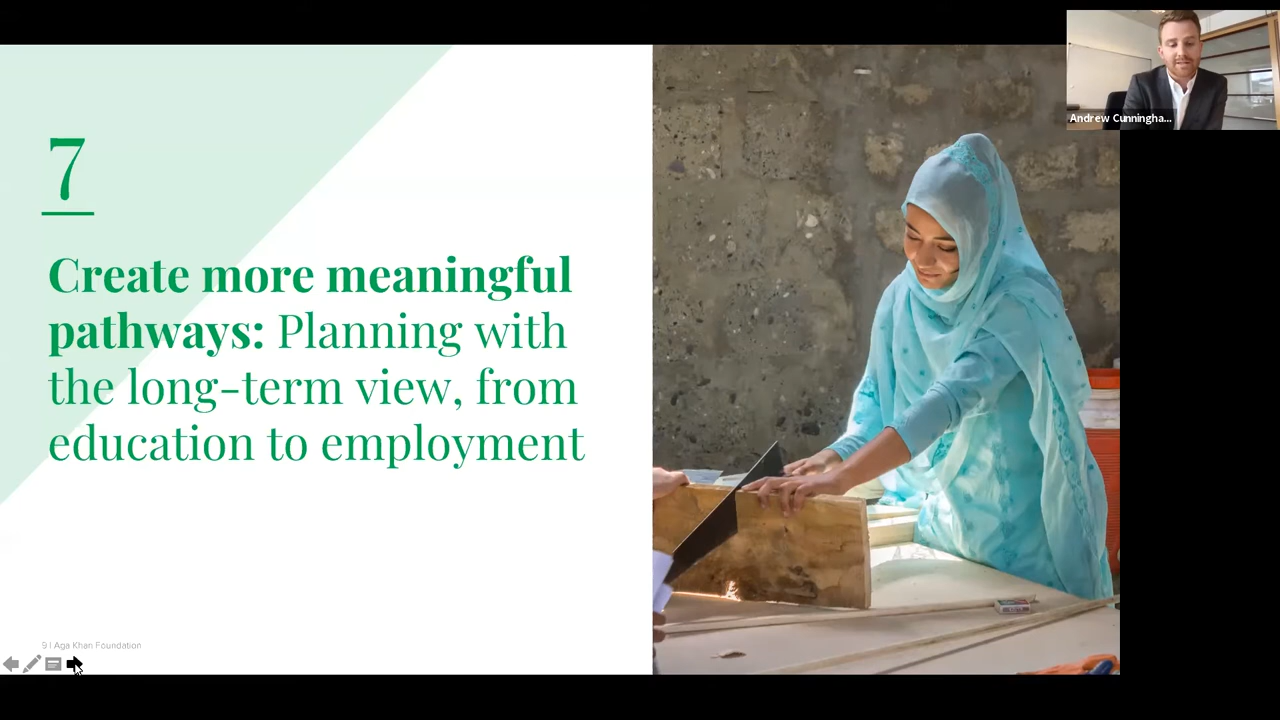 7
Create more meaningful
pathways: Planning with
the long-term view, from
education to employment
9 | Aga Khan Foundation
Andrew Cunningha...